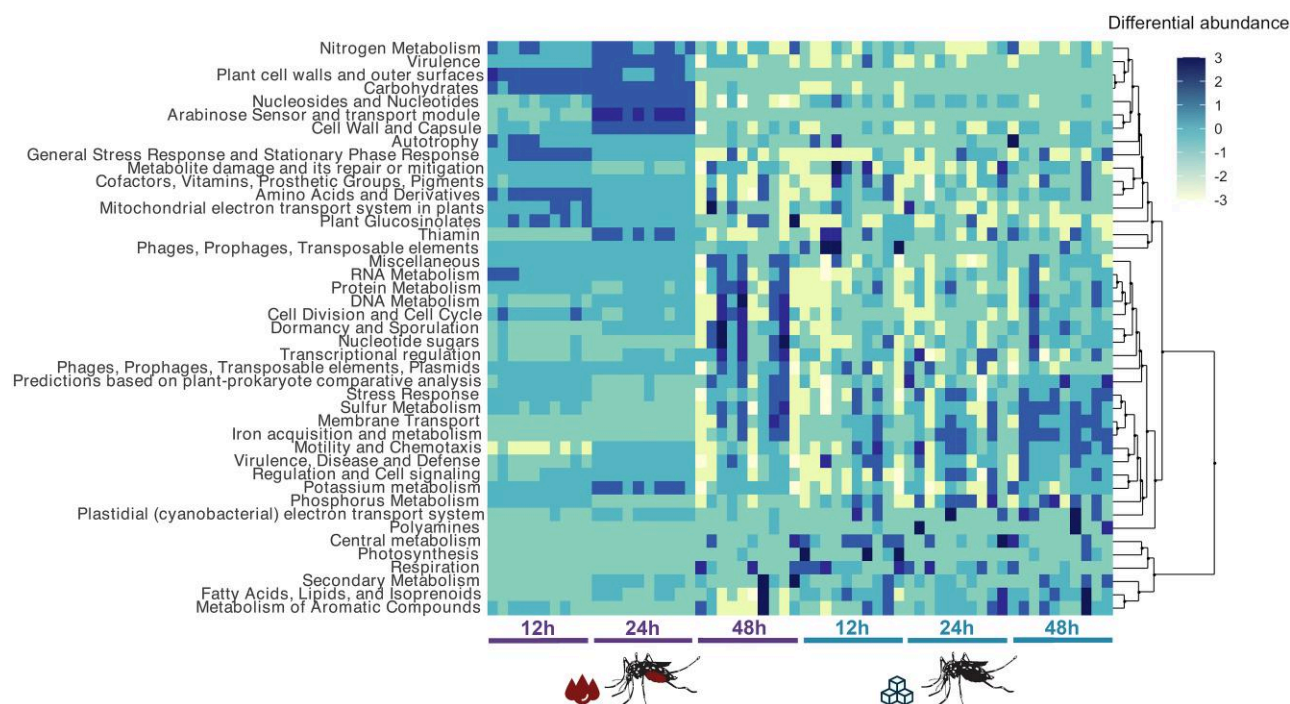 Differential abundance
3
2
1
0
-1
-2
-3
Nitrogen Metabolism
Virulence
Plant cell walls and outer surfaces
Carbohydrates
Nucleosides and Nucleotides
Arabinose Sensor and transport module
Cell Wall and Capsule
Autotrophy
General Stress Response and Stationary Phase Response
Metabolite damage and its repair or mitigation
Cofactors, Vitamins, Prosthetic Groups, Pigments
Amino Acids and Derivatives
Mitochondrial electron transport system in plants
Plant Glucosinolates
Thiamin
Phages, Prophages, Transposable elements
Miscellaneous
RNA Metabolism
Protein Metabolism
DNA Metabolism
Cell Division and Cell Cycle
Dormancy and Sporulation
Nucleotide sugars
Transcriptional regulation
Phages, Prophages, Transposable elements, Plasmids
Predictions based on plant-prokaryote comparative analysis
Stress Response
Sulfur Metabolism
Membrane Transport
Iron acquisition and metabolism
Motility and Chemotaxis
Virulence, Disease and Defense
Regulation and Cell signaling
Potassium metabolism
Phosphorus Metabolism
Plastidial (cyanobacterial) electron transport system
Polyamines
Central metabolism
Photosynthesis
Respiration
Secondary Metabolism
Fatty Acids, Lipids, and Isoprenoids
Metabolism of Aromatic Compounds
12h 24h 48h 12h 24h 48h